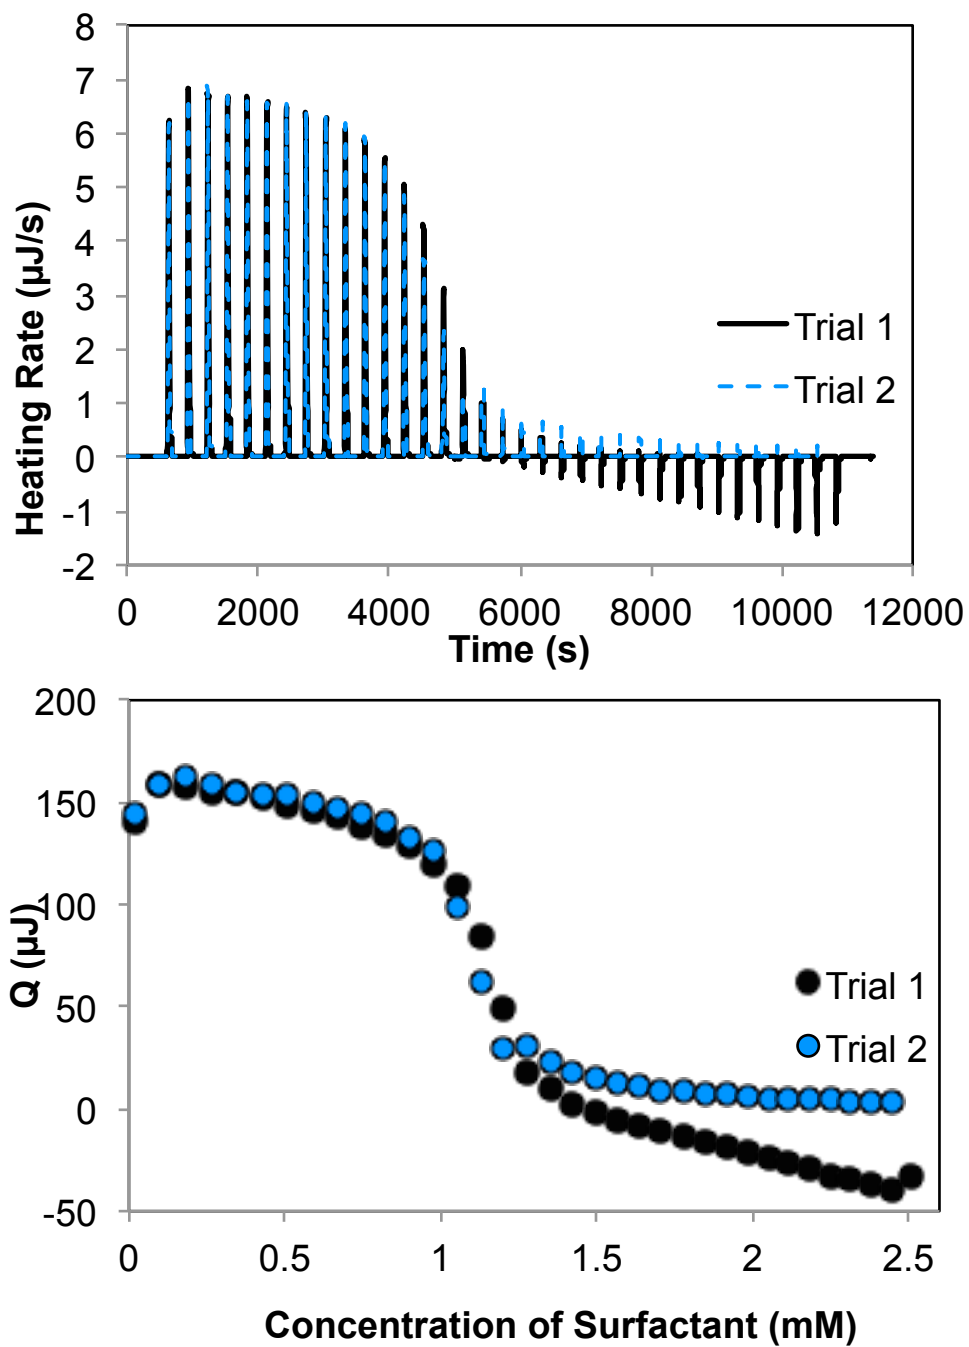 8
7
6
5
4
3
2
1
0
-1
-2
Heating Rate (µJ/s)
Trial 1
Trial 2
0 2000 4000 6000 8000 10000 12000
Time (s)
200
150
100
50
0
-50
Q (µJ)
Trial 1
Trial 2
0 0.5 1 1.5 2 2.5
Concentration of Surfactant (mM)